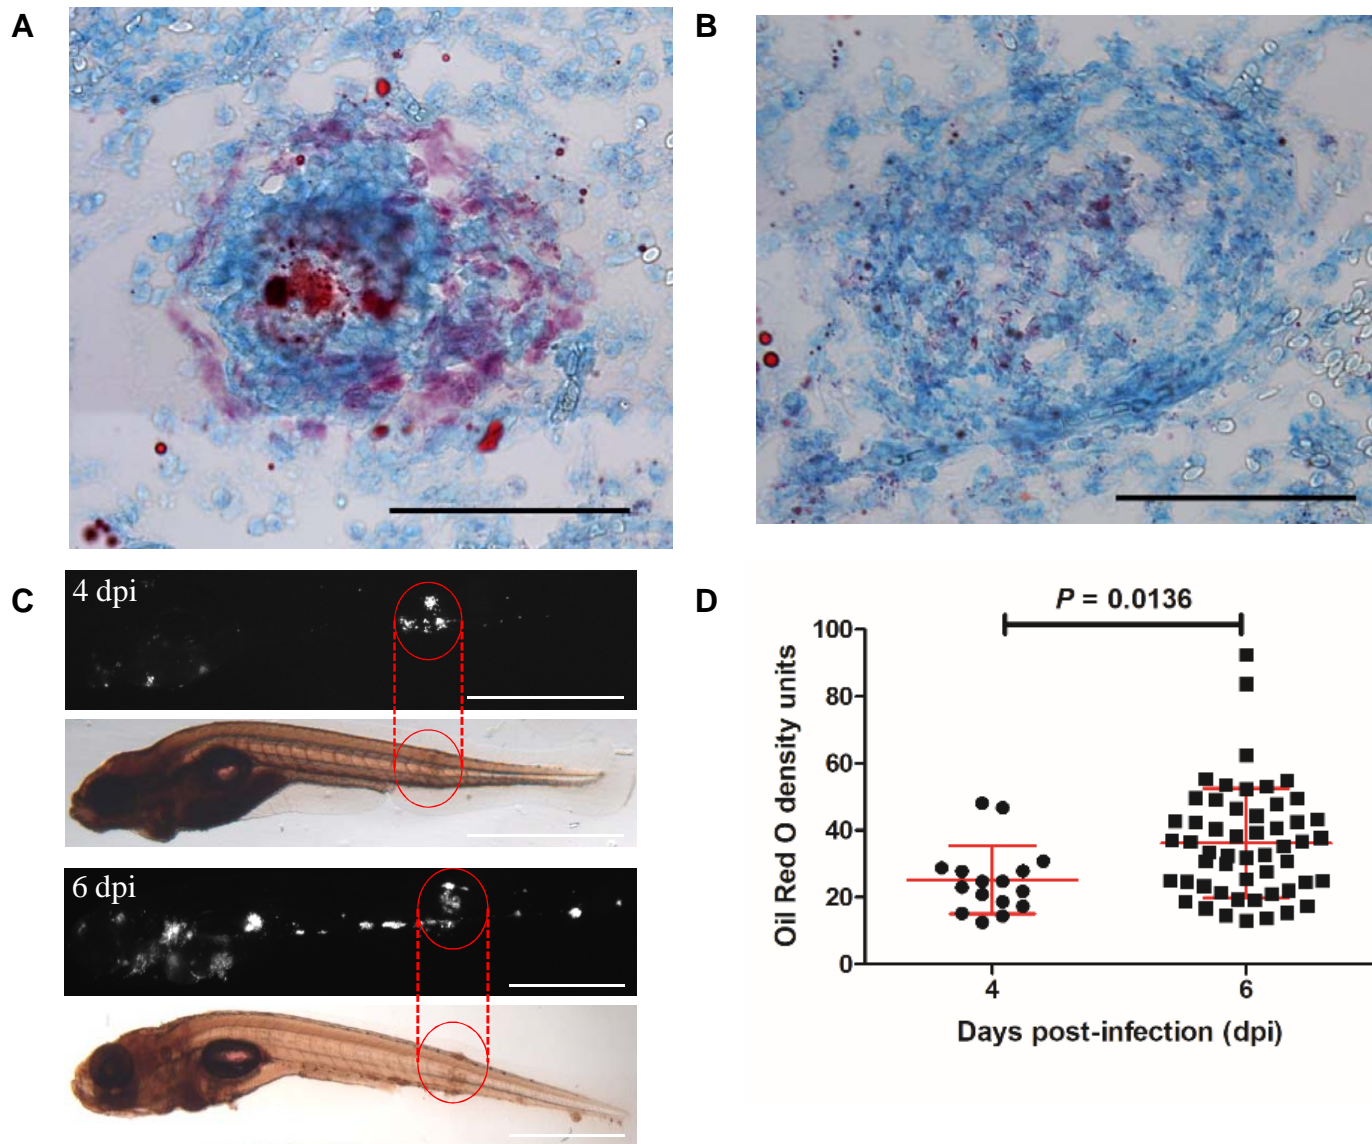 A
B
C
4 dpi
6 dpi
D
P = 0.0136
Oil Red O density units
100
80
60
40
20
0
4
6
Days post-infection (dpi)